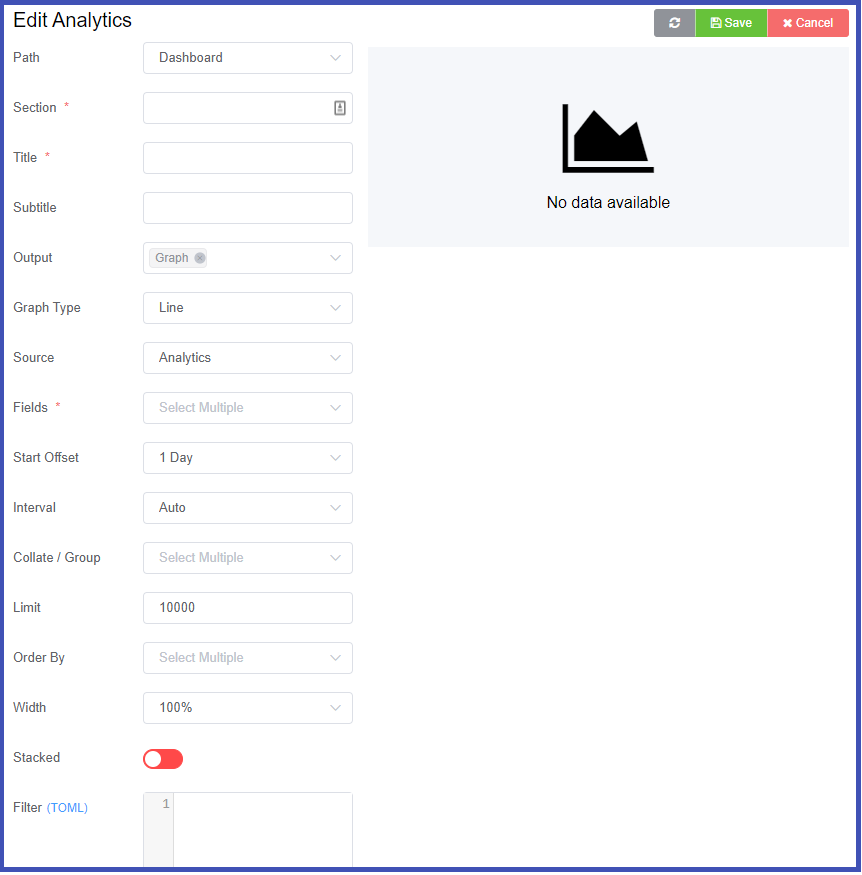 Edit Analytics
Save
Cancel
Path
Dashboard
Section *
Title *
Subtitle
Output
Graph
Graph Type
Line
Source
Analytics
Fields *
Select Multiple
Start Offset
1 Day
Interval
Auto
Collate / Group
Select Multiple
Limit
10000
Order By
Select Multiple
Width
100%
Stacked
Filter (TOML)
1
No data available